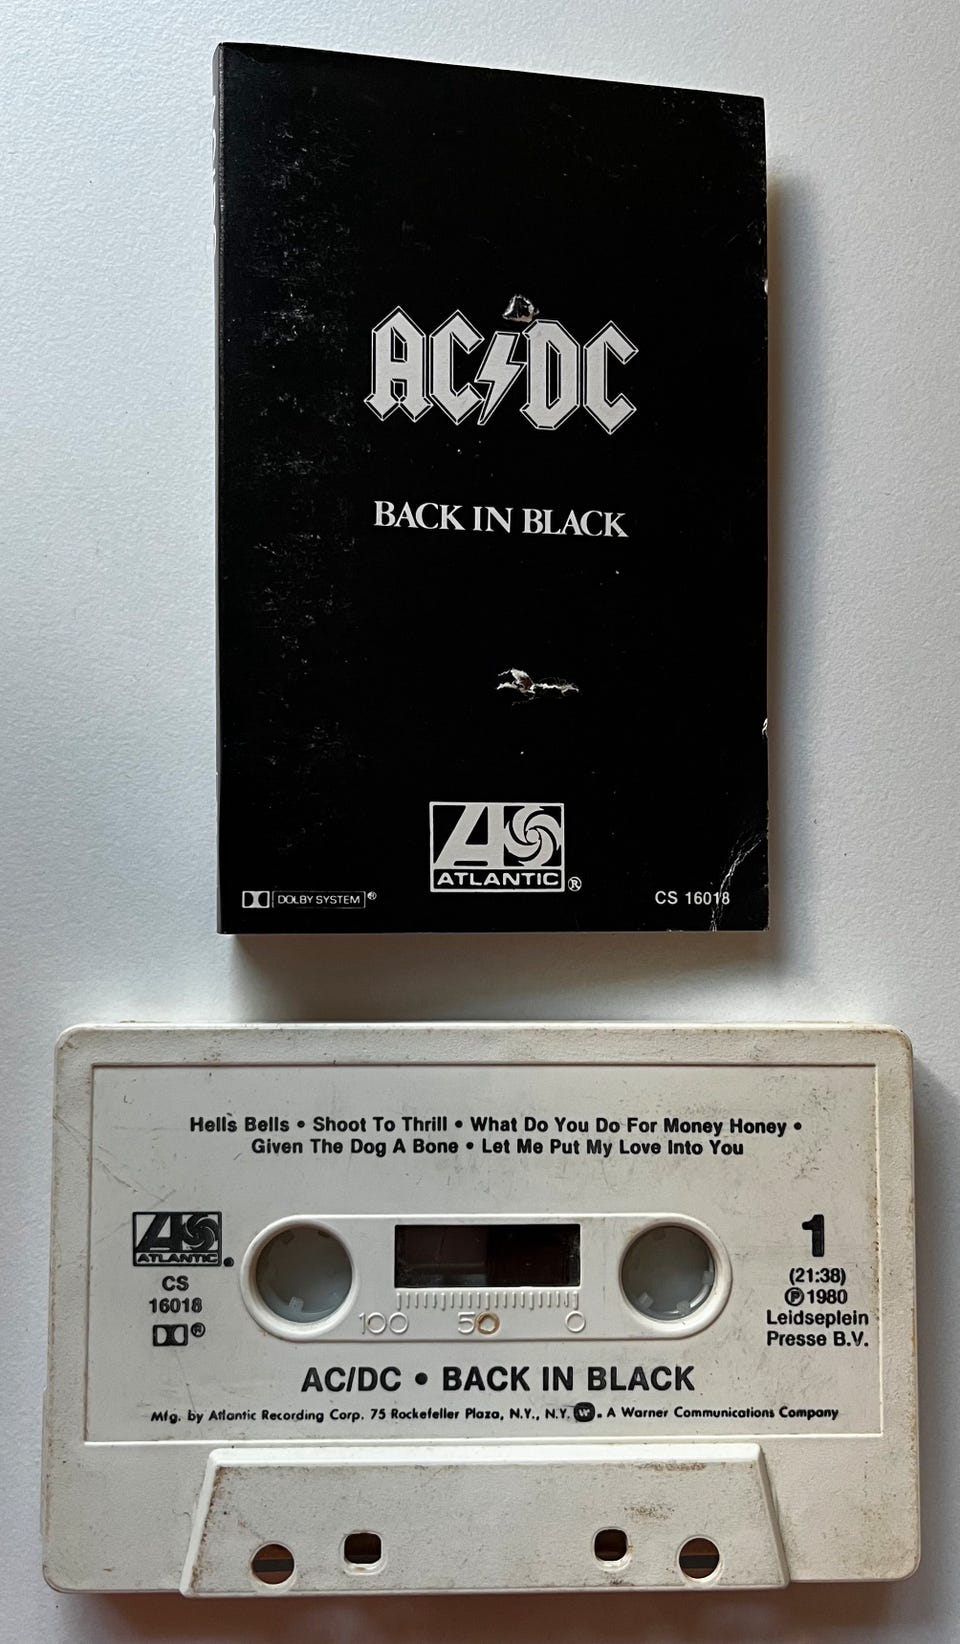 AC/DC
BACK IN BLACK
ATLANTIC®
DOLBY SYSTEM®
CS 16018
Hells Bells • Shoot To Thrill • What Do You Do For Money Honey •
Given The Dog A Bone • Let Me Put My Love Into You
ATLANTIC®
CS
16018
®
1
(21:38)
℗ 1980
Leidseplein
Presse B.V.
100 50 0
AC/DC • BACK IN BLACK
Mfg. by Atlantic Recording Corp. 75 Rockefeller Plaza, N.Y., N.Y. W. A Warner Communications Company